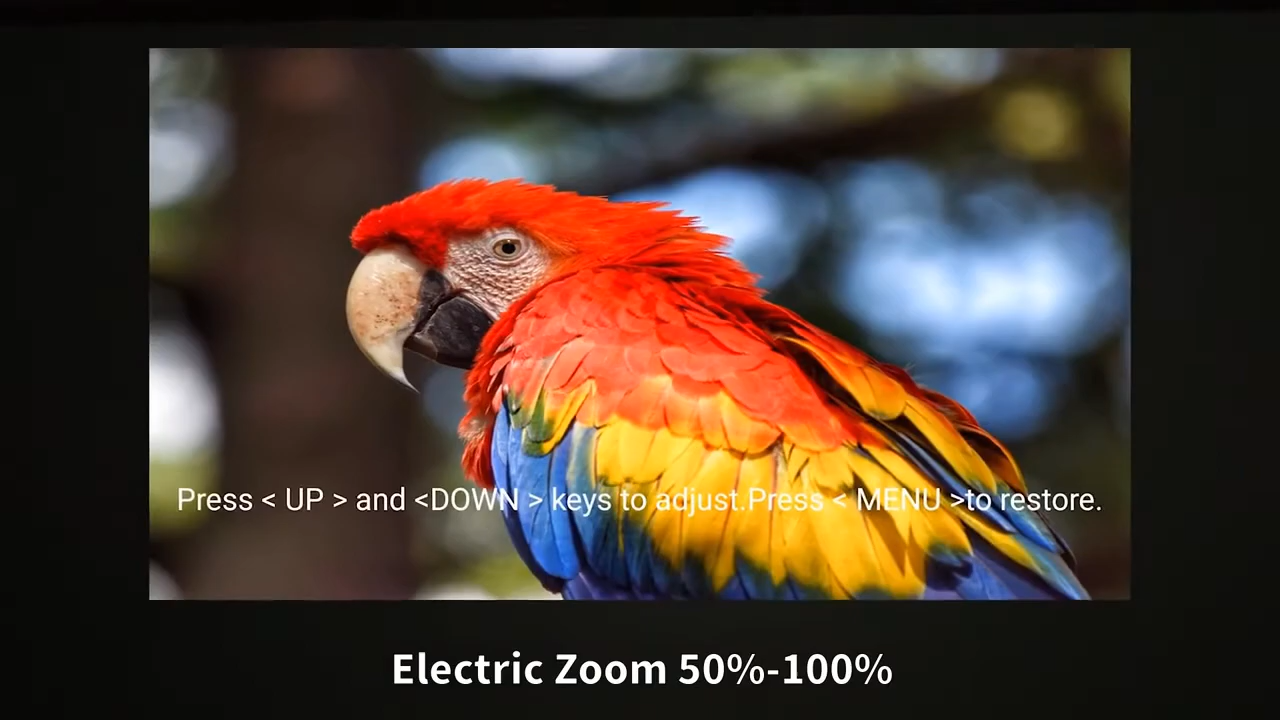 Press < UP > and <DOWN > keys to adjust.Press < MENU >to restore.
Electric Zoom 50%-100%